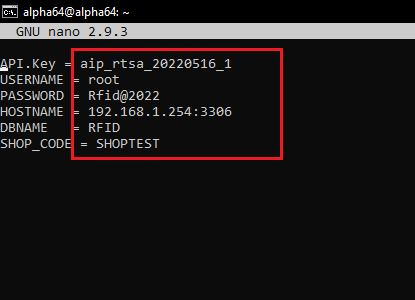 alpha64@alpha64: ~
GNU nano 2.9.3
API.Key = aip_rtsa_20220516_1
USERNAME = root
PASSWORD = Rfid@2022
HOSTNAME = 192.168.1.254:3306
DBNAME = RFID
SHOP_CODE = SHOPTEST